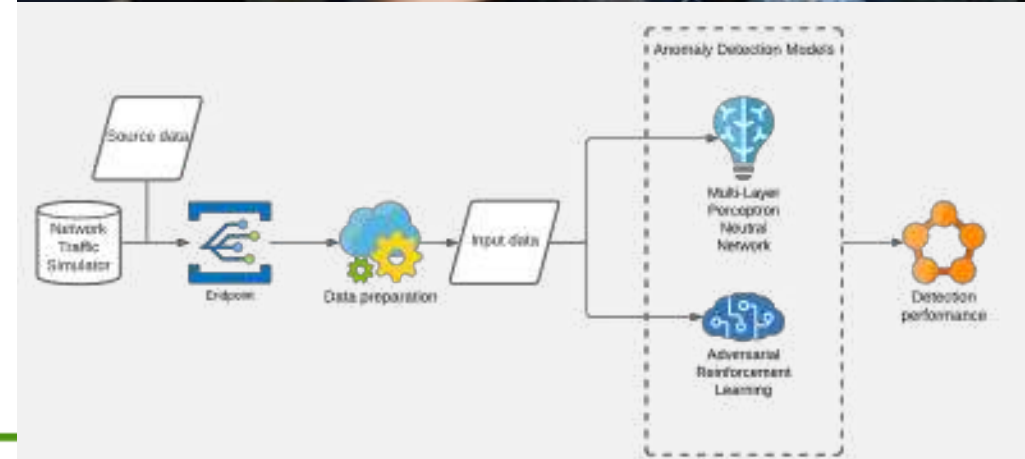 Anomaly Detection Models
Source data
Network
Traffic
Simulator
Endpoint
Data preparation
Input data
Multi-Layer
Perception
Neutral
Network
Adversarial
Reinforcement
Learning
Detection
performance